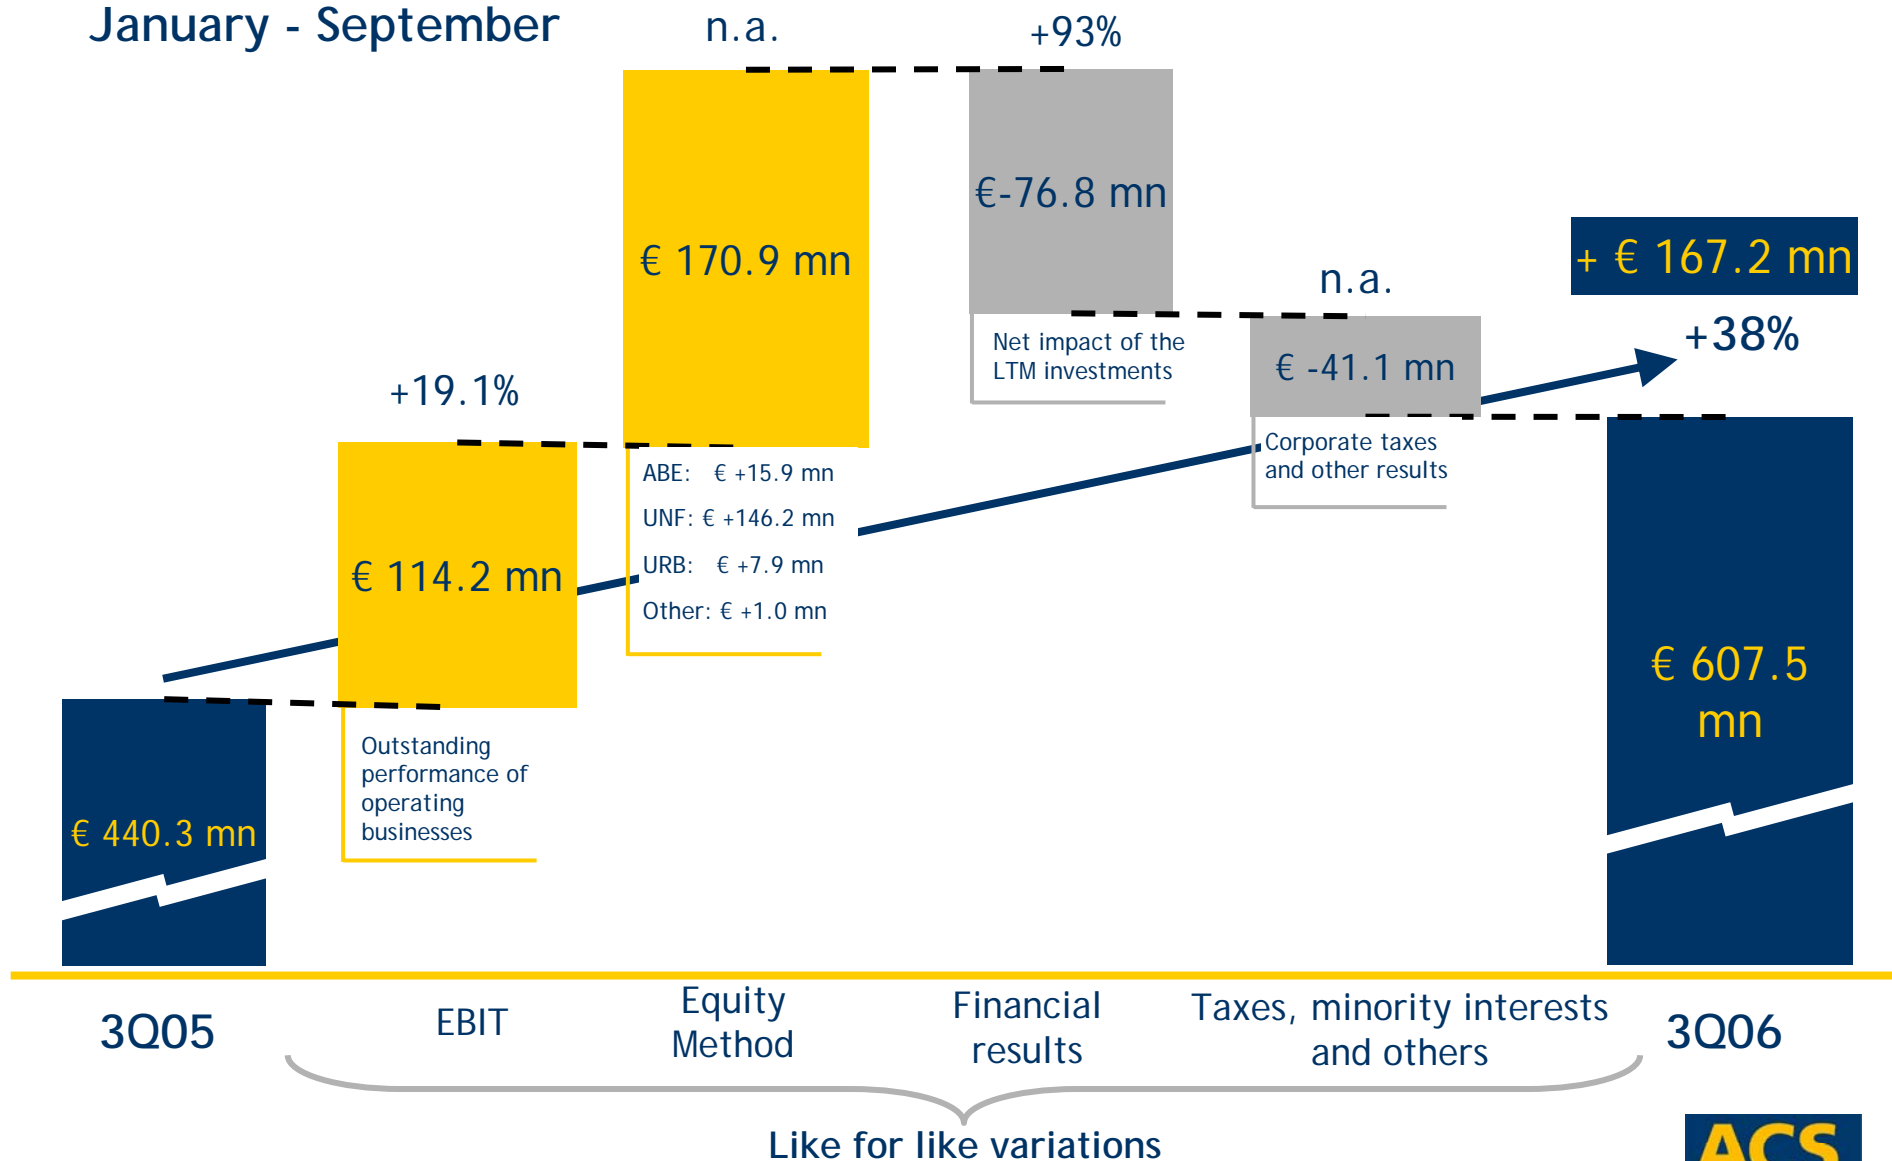 January - September
n.a.
+93%
€-76.8 mn
€ 170.9 mn
+ € 167.2 mn
n.a.
+38%
Net impact of the
LTM investments
€ -41.1 mn
+19.1%
Corporate taxes
and other results
ABE: € +15.9 mn
UNF: € +146.2 mn
URB: € +7.9 mn
Other: € +1.0 mn
€ 114.2 mn
€ 607.5
mn
Outstanding
performance of
operating
businesses
€ 440.3 mn
3Q05
EBIT
Equity
Method
Financial
results
Taxes, minority interests
and others
3Q06
Like for like variations
ACS